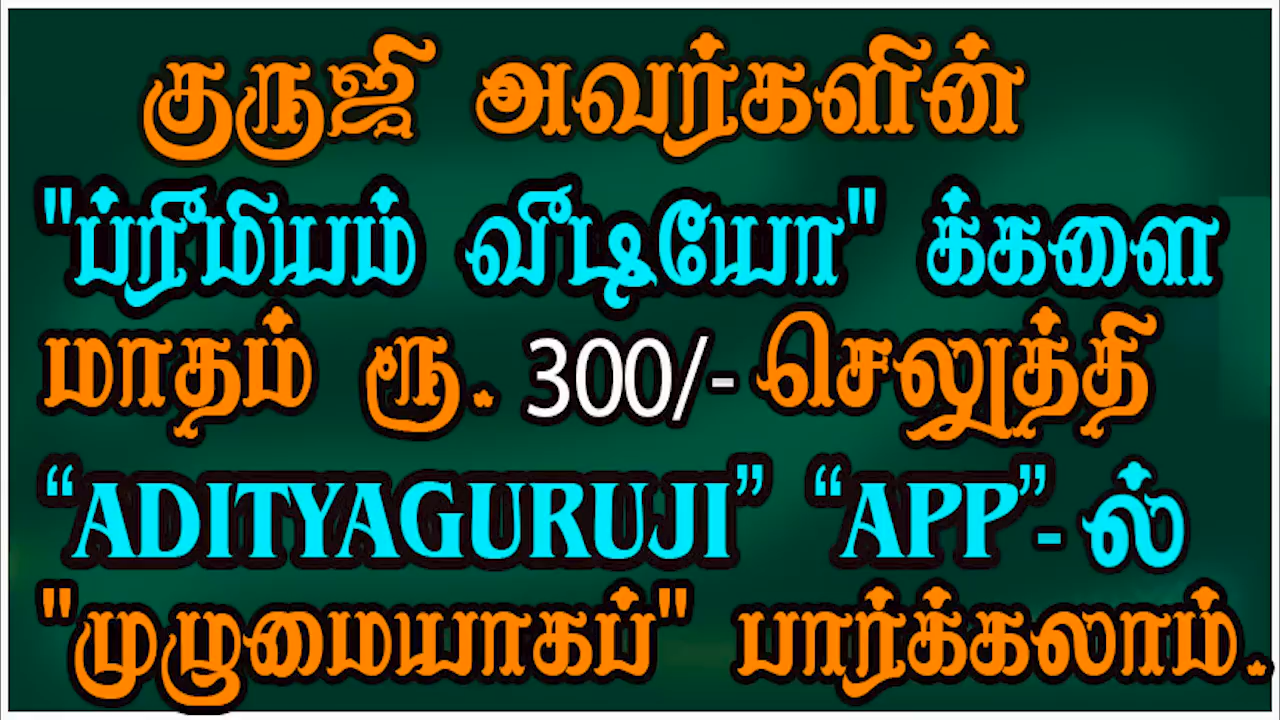 குருஜி அவர்களின்
"ப்ரீமியம் வீடியோ" க்களை
மாதம் ரூ. 300/- செலுத்தி
“ADITYAGURUJI” “APP”-ல்
"முழுமையாகப்" பார்க்கலாம்.